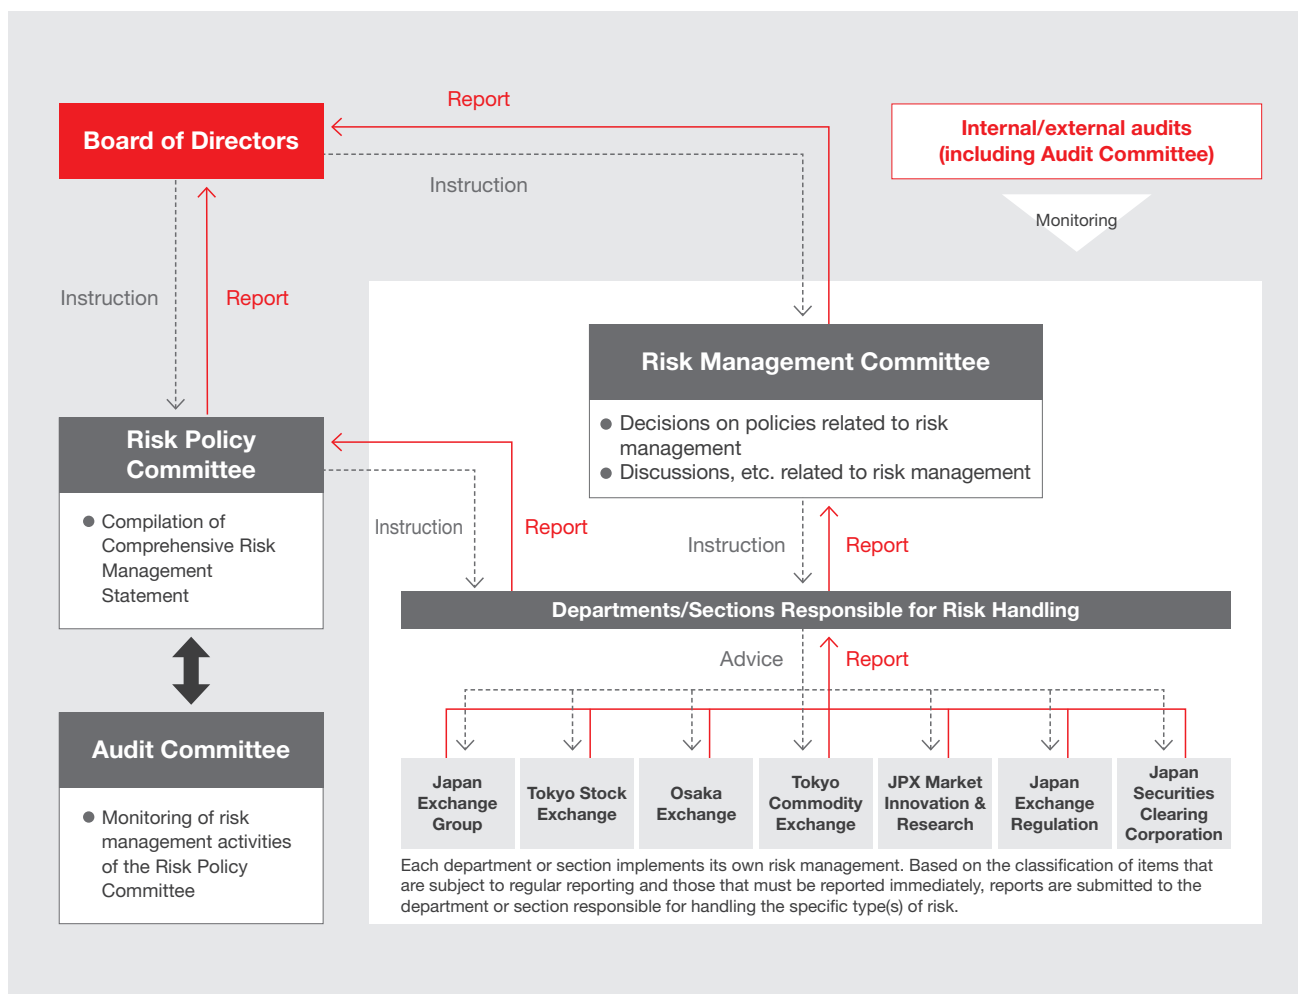 Report
Board of Directors
Internal/external audits
(including Audit Committee)
Instruction
Monitoring
Instruction
Report
Risk Management Committee
● Decisions on policies related to risk
management
● Discussions, etc. related to risk management
Risk Policy
Committee
● Compilation of
Comprehensive Risk
Management
Statement
Instruction
Report
Instruction
Report
Departments/Sections Responsible for Risk Handling
Advice
Report
Audit Committee
● Monitoring of risk
management activities
of the Risk Policy
Committee
Japan
Exchange
Group
Tokyo Stock
Exchange
Osaka
Exchange
Tokyo
Commodity
Exchange
JPX Market
Innovation &
Research
Japan
Exchange
Regulation
Japan
Securities
Clearing
Corporation
Each department or section implements its own risk management. Based on the classification of items that
are subject to regular reporting and those that must be reported immediately, reports are submitted to the
department or section responsible for handling the specific type(s) of risk.